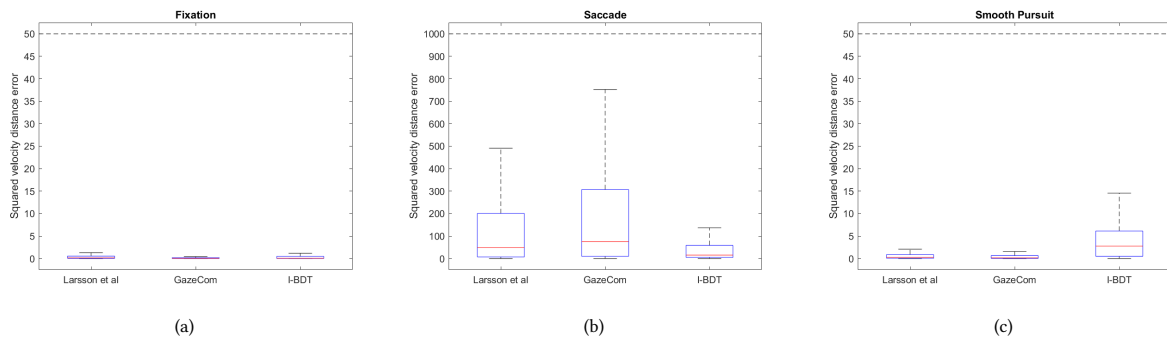 Fixation
Squared velocity distance error
50
45
40
35
30
25
20
15
10
5
0
Larsson et al
GazeCom
I-BDT
(a)
Saccade
Squared velocity distance error
1000
900
800
700
600
500
400
300
200
100
0
Larsson et al
GazeCom
I-BDT
(b)
Smooth Pursuit
Squared velocity distance error
50
45
40
35
30
25
20
15
10
5
0
Larsson et al
GazeCom
I-BDT
(c)